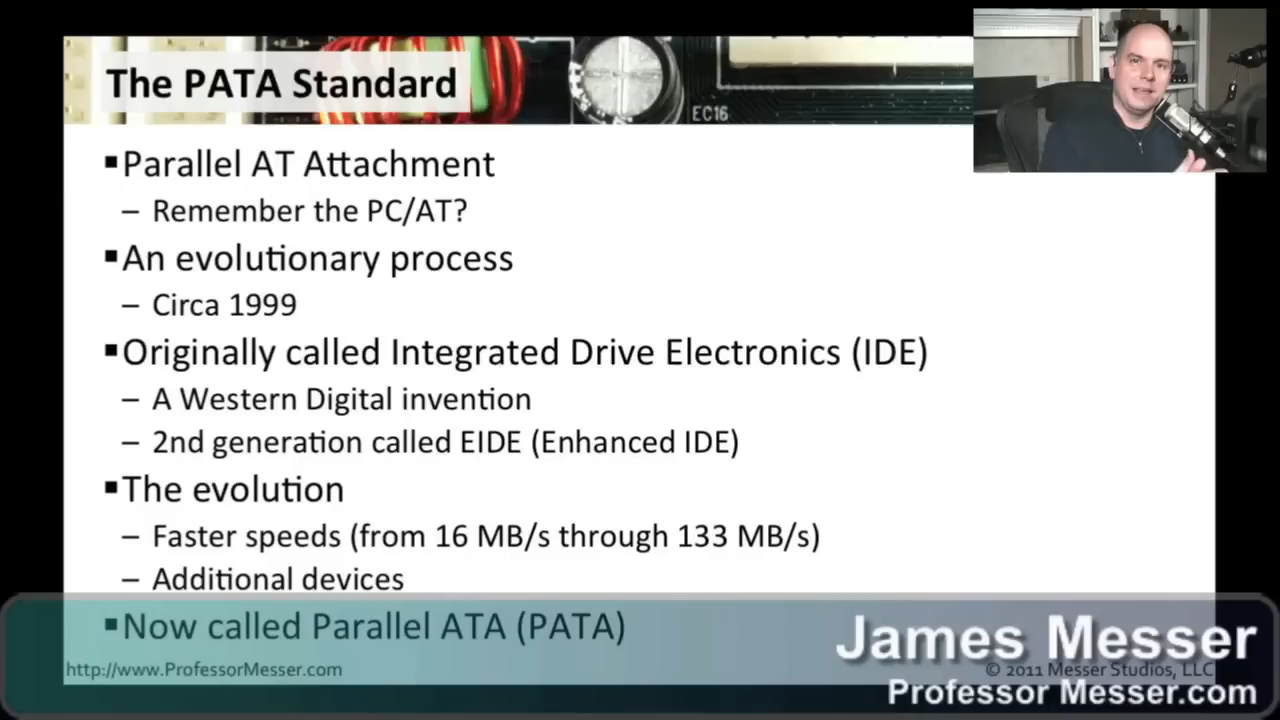 The PATA Standard
EC16
▪Parallel AT Attachment
– Remember the PC/AT?
▪An evolutionary process
– Circa 1999
▪Originally called Integrated Drive Electronics (IDE)
– A Western Digital invention
– 2nd generation called EIDE (Enhanced IDE)
▪The evolution
– Faster speeds (from 16 MB/s through 133 MB/s)
– Additional devices
▪Now called Parallel ATA (PATA)
James Messer
http://www.ProfessorMesser.com
© 2011 Messer Studios, LLC
Professor Messer.com